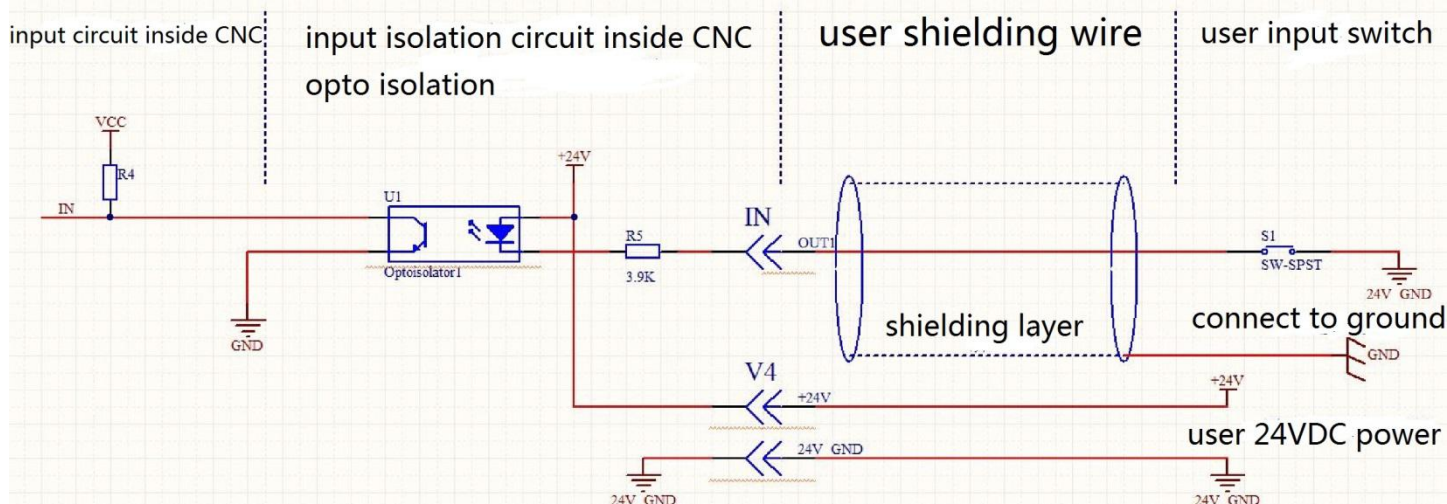 input circuit inside CNC
input isolation circuit inside CNC
opto isolation
user shielding wire
user input switch
VCC
R4
IN
U1
Optoisolator1
+24V
R5
3.9K
IN
OUT1
S1
SW-SPST
24V GND
GND
shielding layer
connect to ground
GND
V4
+24V
+24V
24V GND
user 24VDC power
24V GND
24V GND